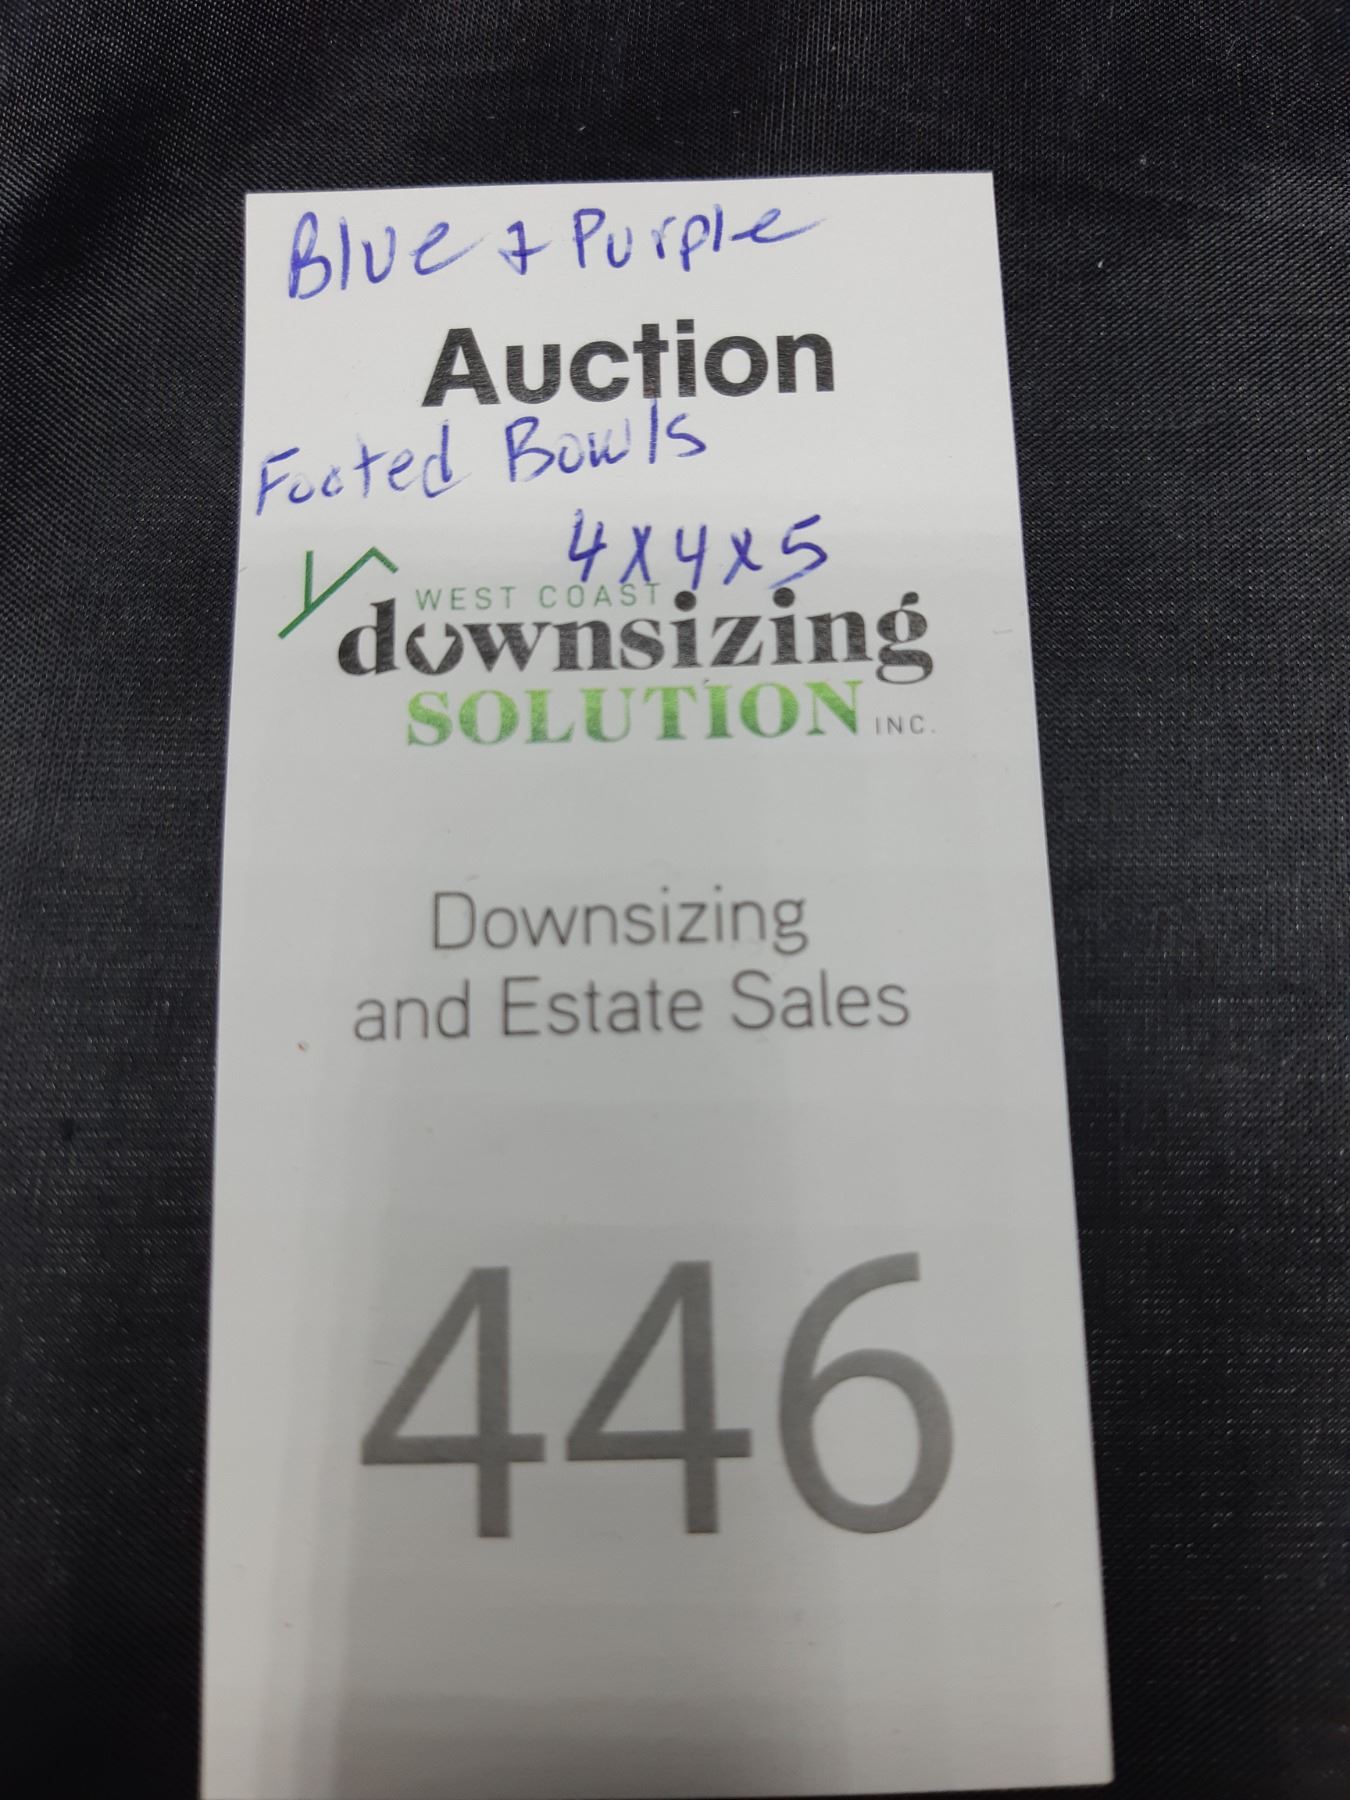 Blue + Purple
Auction
Footed Bowls
4x4x5
WEST COAST
downsizing
SOLUTION INC.
Downsizing
and Estate Sales
446